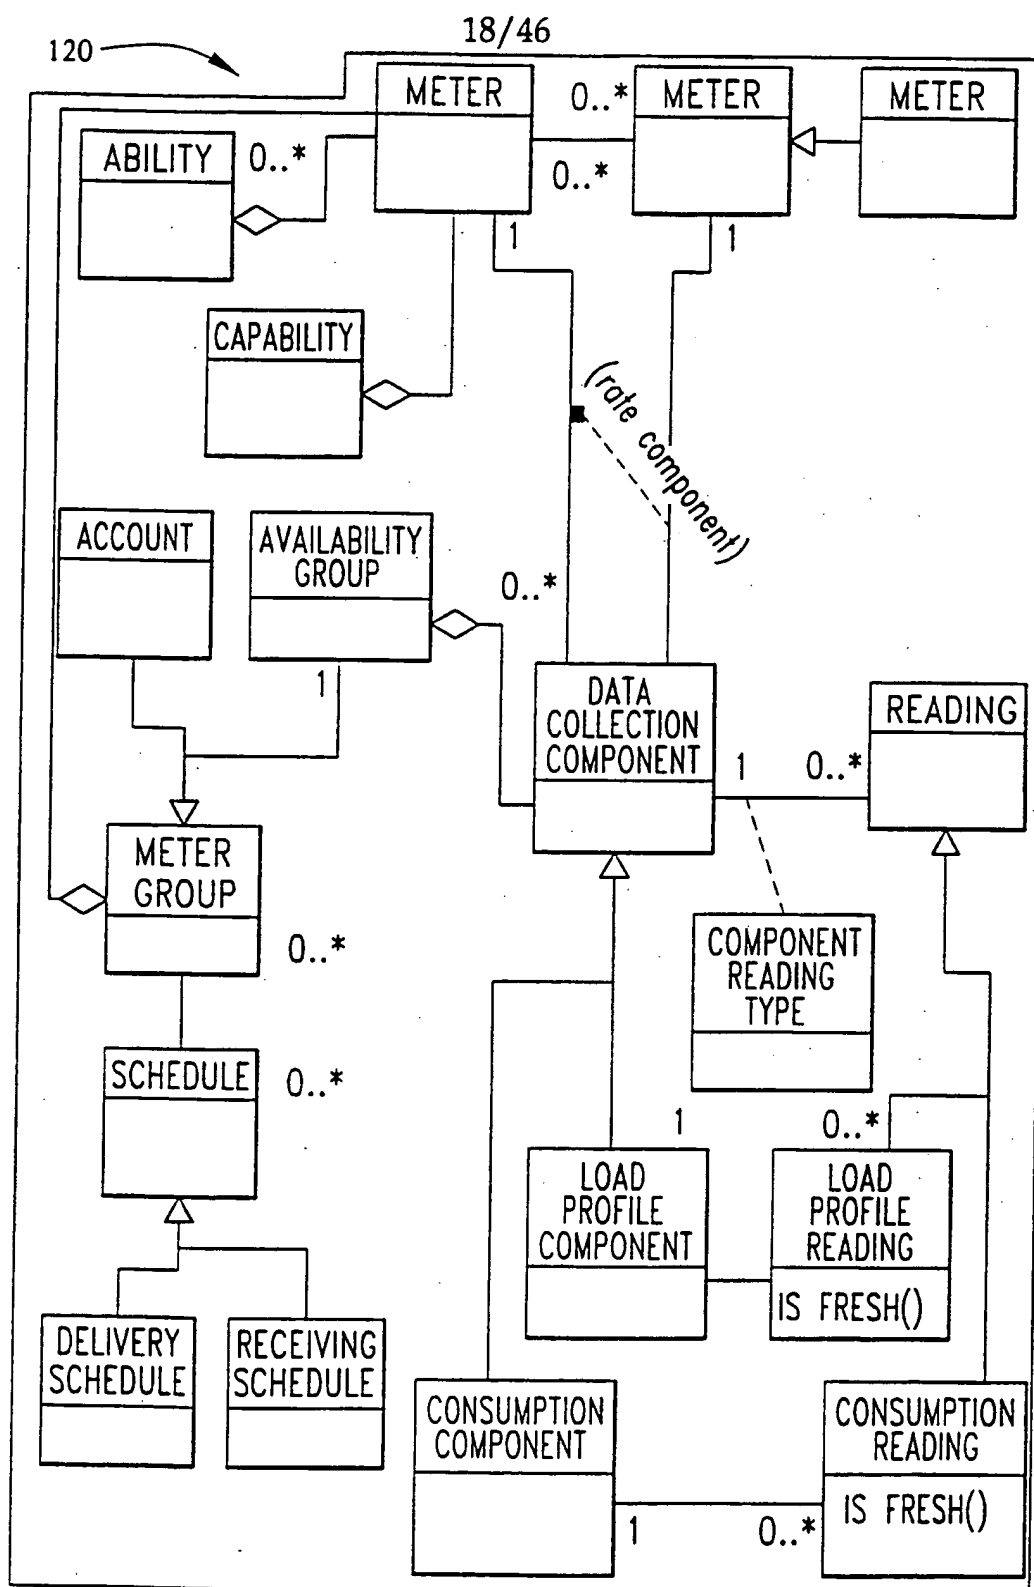 18/46
120
METER
0..*
METER
METER
ABILITY
0..*
0..*
1
1
CAPABILITY
(rate component)
ACCOUNT
AVAILABILITY
GROUP
0..*
1
DATA
COLLECTION
COMPONENT
READING
1
0..*
METER
GROUP
0..*
COMPONENT
READING
TYPE
SCHEDULE
0..*
1
0..*
LOAD
PROFILE
COMPONENT
LOAD
PROFILE
READING
IS FRESH()
DELIVERY
SCHEDULE
RECEIVING
SCHEDULE
CONSUMPTION
COMPONENT
CONSUMPTION
READING
IS FRESH()
1
0..*